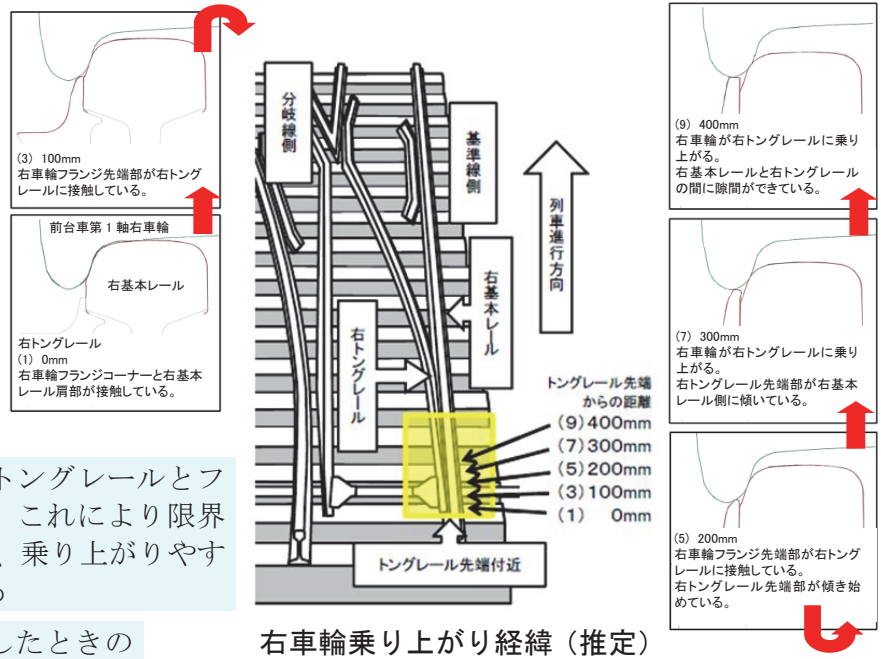 (3) 100mm
右車輪フランジ先端部が右トング
レールに接触している。
前台車第1軸右車輪
右基本レール
右トングレール
(1) 0mm
右車輪フランジコーナーと右基本
レール肩部が接触している。
トングレールとフ
これにより限界
、乗り上がりやす
したときの
分岐線側
基準線側
列車進行方向
右基本レール
右トングレール
トングレール先端
からの距離
(9)400mm
(7)300mm
(5)200mm
(3)100mm
(1) 0mm
トングレール先端付近
右車輪乗り上がり経緯（推定）
(9) 400mm
右車輪が右トングレールに乗り
上がる。
右基本レールと右トングレール
の間に隙間ができている。
(7) 300mm
右車輪が右トングレールに乗り
上がる。
右トングレール先端部が右基本
レール側に傾いている。
(5) 200mm
右車輪フランジ先端部が右トング
レールに接触している。
右トングレール先端部が傾き始
めている。